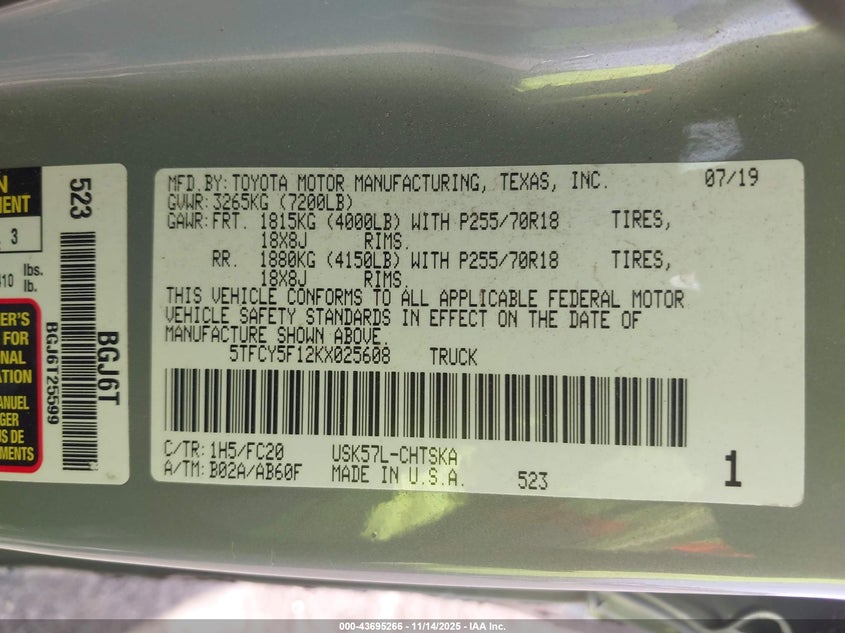 MFD.BY:TOYOTA MOTOR MANUFACTURING, TEXAS, INC. 07/19
GVWR:3265KG (7200LB)
GAWR:FRT. 1815KG (4000LB) WITH P255/70R18 TIRES,
18X8J RIMS.
RR. 1880KG (4150LB) WITH P255/70R18 TIRES,
18X8J RIMS.
THIS VEHICLE CONFORMS TO ALL APPLICABLE FEDERAL MOTOR
VEHICLE SAFETY STANDARDS IN EFFECT ON THE DATE OF
MANUFACTURE SHOWN ABOVE.
5TFCY5F12KX025608 TRUCK
C/TR:1H5/FC20 USK57L-CHTSKA
A/TM:B02A/AB60F MADE IN U.S.A. 523
1
523
BGJ6T
BGJ6T25599
3
lbs.
lb.
FOR
000-43695266 - 11/14/2025 - IAA Inc.